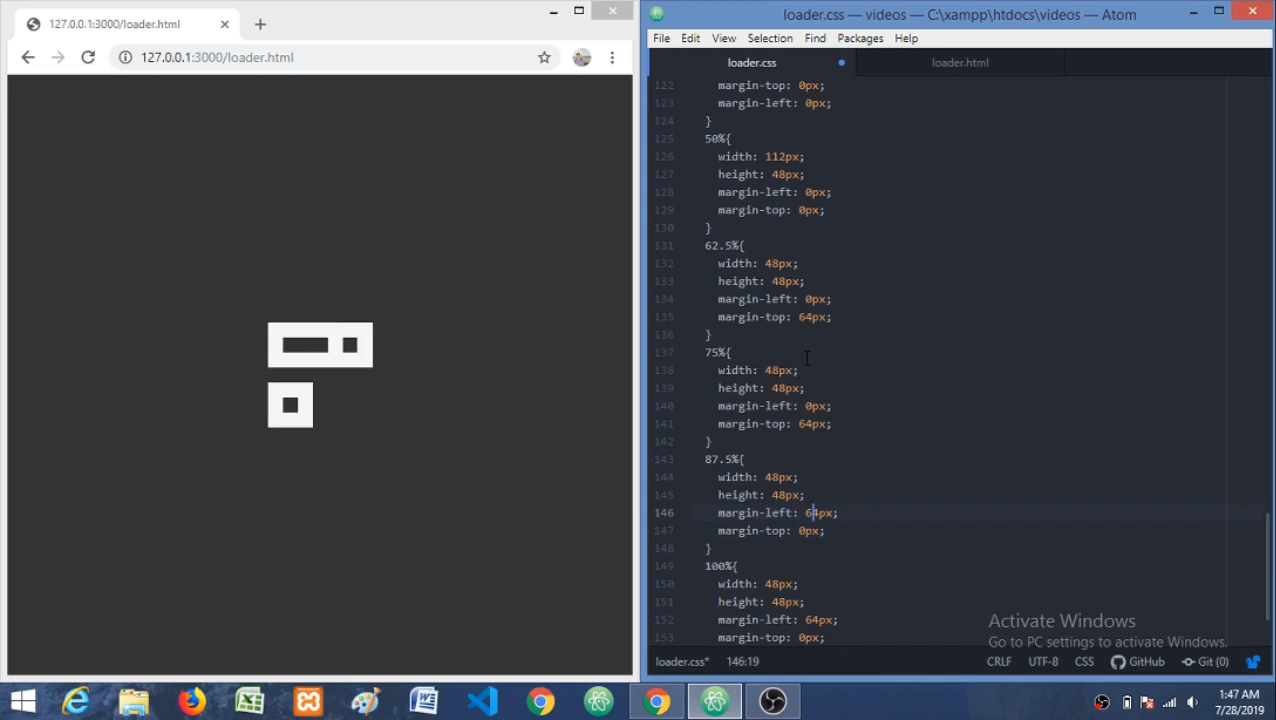 127.0.0.1:3000/loader.html
127.0.0.1:3000/loader.html
loader.css — videos — C:\xampp\htdocs\videos — Atom
File Edit View Selection Find Packages Help
loader.css loader.html
122 margin-top: 0px;
123 margin-left: 0px;
124 }
125 50%{
126 width: 112px;
127 height: 48px;
128 margin-left: 0px;
129 margin-top: 0px;
130 }
131 62.5%{
132 width: 48px;
133 height: 48px;
134 margin-left: 0px;
135 margin-top: 64px;
136 }
137 75%{
138 width: 48px;
139 height: 48px;
140 margin-left: 0px;
141 margin-top: 64px;
142 }
143 87.5%{
144 width: 48px;
145 height: 48px;
146 margin-left: 64px;
147 margin-top: 0px;
148 }
149 100%{
150 width: 48px;
151 height: 48px;
152 margin-left: 64px;
153 margin-top: 0px;
Activate Windows
Go to PC settings to activate Windows.
loader.css* 146:19 CRLF UTF-8 CSS GitHub Git (0)
1:47 AM
7/28/2019